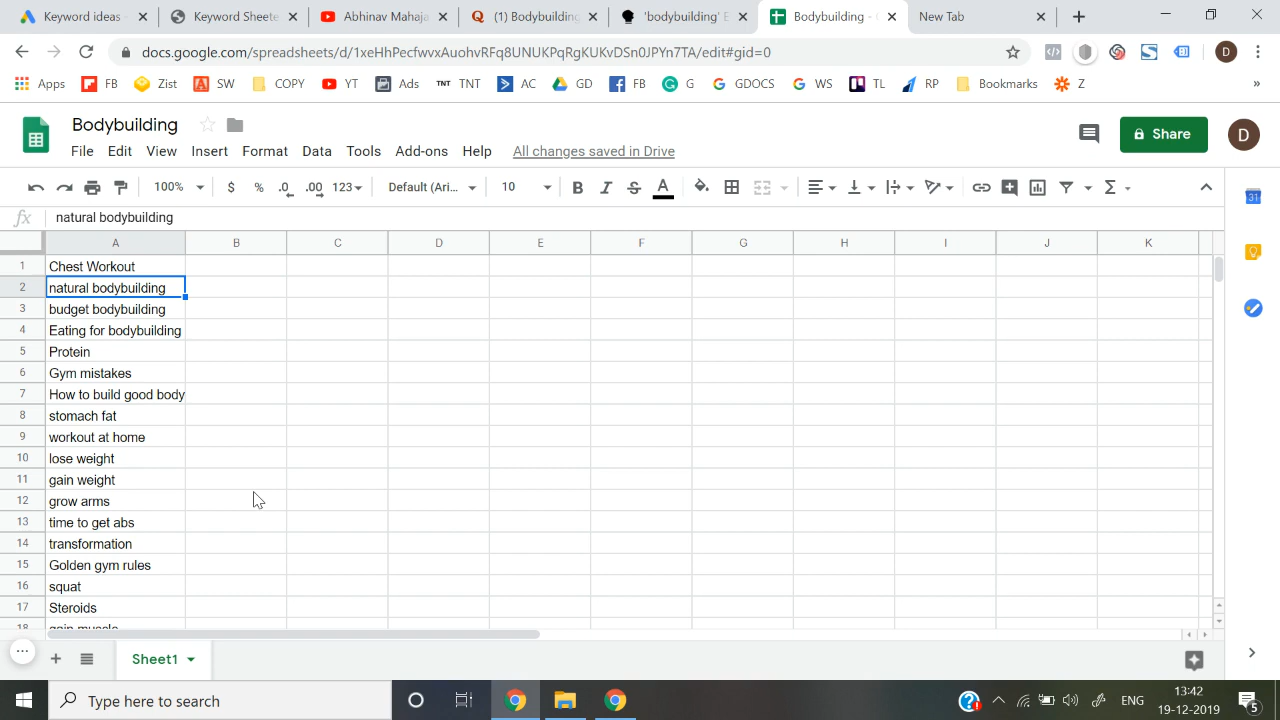 Keyword ideas -
Keyword Sheete
Abhinav Mahaja
(1) Bodybuilding
'bodybuilding' E
Bodybuilding -
New Tab
docs.google.com/spreadsheets/d/1xeHhPecfwvxAuohvRFq8UNUKPqRgKUKvDSn0JPYn7TA/edit#gid=0
D
Apps FB Zist SW COPY YT Ads TNT TNT AC GD FB G GDOCS WS TL RP Bookmarks Z »
Bodybuilding
File Edit View Insert Format Data Tools Add-ons Help All changes saved in Drive
Share
D
100% $ % .0 .00 123 Default (Ari... 10 B I S A
31
fx natural bodybuilding
A B C D E F G H I J K
1 Chest Workout
2 natural bodybuilding
3 budget bodybuilding
4 Eating for bodybuilding
5 Protein
6 Gym mistakes
7 How to build good body
8 stomach fat
9 workout at home
10 lose weight
11 gain weight
12 grow arms
13 time to get abs
14 transformation
15 Golden gym rules
16 squat
17 Steroids
18 gain muscle
Sheet1
Type here to search
ENG
13:42
19-12-2019
5